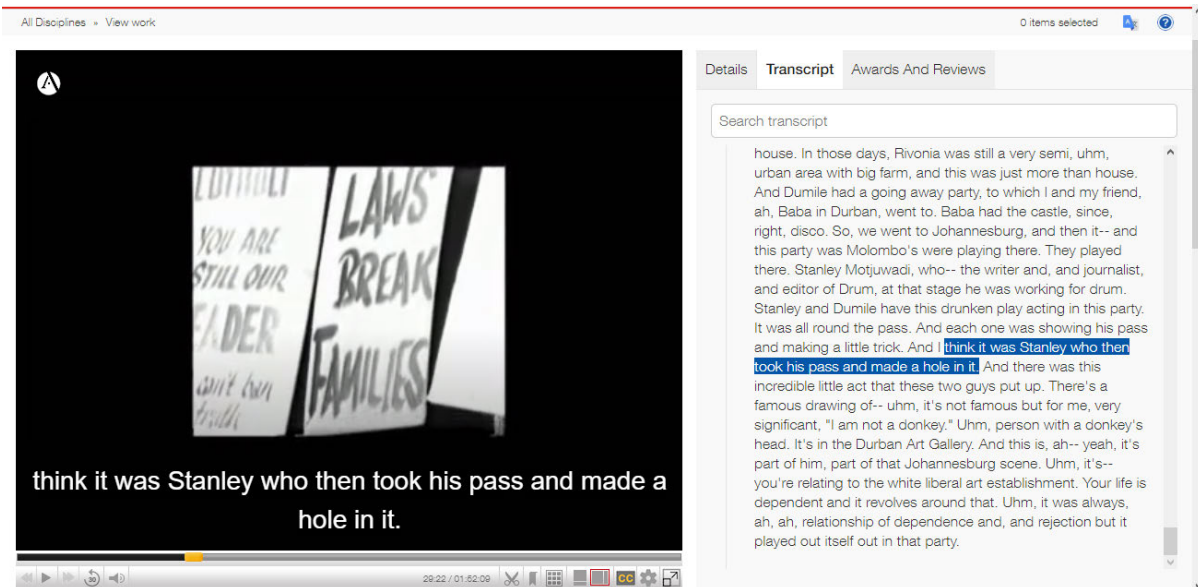 All Disciplines » View work
0 items selected
YOU ARE
STILL OUR
LAWS
BREAK
FAMILIES
think it was Stanley who then took his pass and made a
hole in it.
30
29:22 / 01:52:09
CC
Details Transcript Awards And Reviews
Search transcript
house. In those days, Rivonia was still a very semi, uhm,
urban area with big farm, and this was just more than house.
And Dumile had a going away party, to which I and my friend,
ah, Baba in Durban, went to. Baba had the castle, since,
right, disco. So, we went to Johannesburg, and then it-- and
this party was Molombo's were playing there. They played
there. Stanley Motjuwadi, who-- the writer and, and journalist,
and editor of Drum, at that stage he was working for drum.
Stanley and Dumile have this drunken play acting in this party.
It was all round the pass. And each one was showing his pass
and making a little trick. And I think it was Stanley who then
took his pass and made a hole in it. And there was this
incredible little act that these two guys put up. There's a
famous drawing of-- uhm, it's not famous but for me, very
significant, "I am not a donkey." Uhm, person with a donkey's
head. It's in the Durban Art Gallery. And this is, ah-- yeah, it's
part of him, part of that Johannesburg scene. Uhm, it's--
you're relating to the white liberal art establishment. Your life is
dependent and it revolves around that. Uhm, it was always,
ah, ah, relationship of dependence and, and rejection but it
played out itself out in that party.